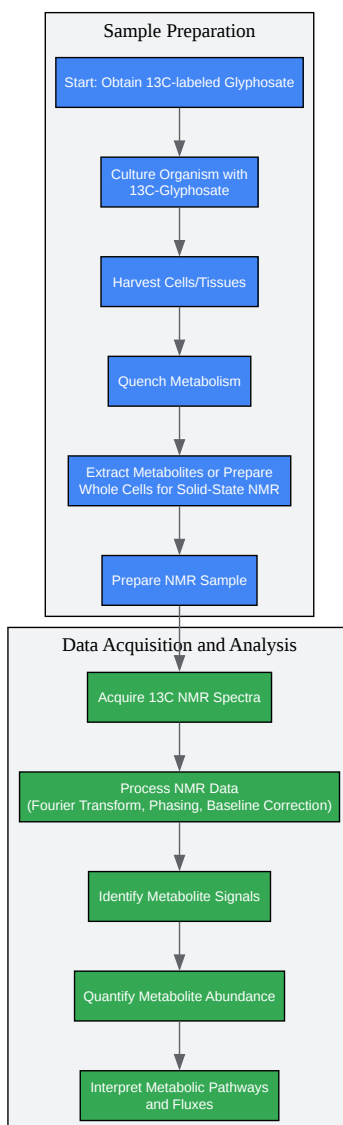 Sample Preparation
Start: Obtain 13C-labeled Glyphosate
Culture Organism with
13C-Glyphosate
Harvest Cells/Tissues
Quench Metabolism
Extract Metabolites or Prepare
Whole Cells for Solid-State NMR
Prepare NMR Sample
Data Acquisition and Analysis
Acquire 13C NMR Spectra
Process NMR Data
(Fourier Transform, Phasing, Baseline Correction)
Identify Metabolite Signals
Quantify Metabolite Abundance
Interpret Metabolic Pathways
and Fluxes